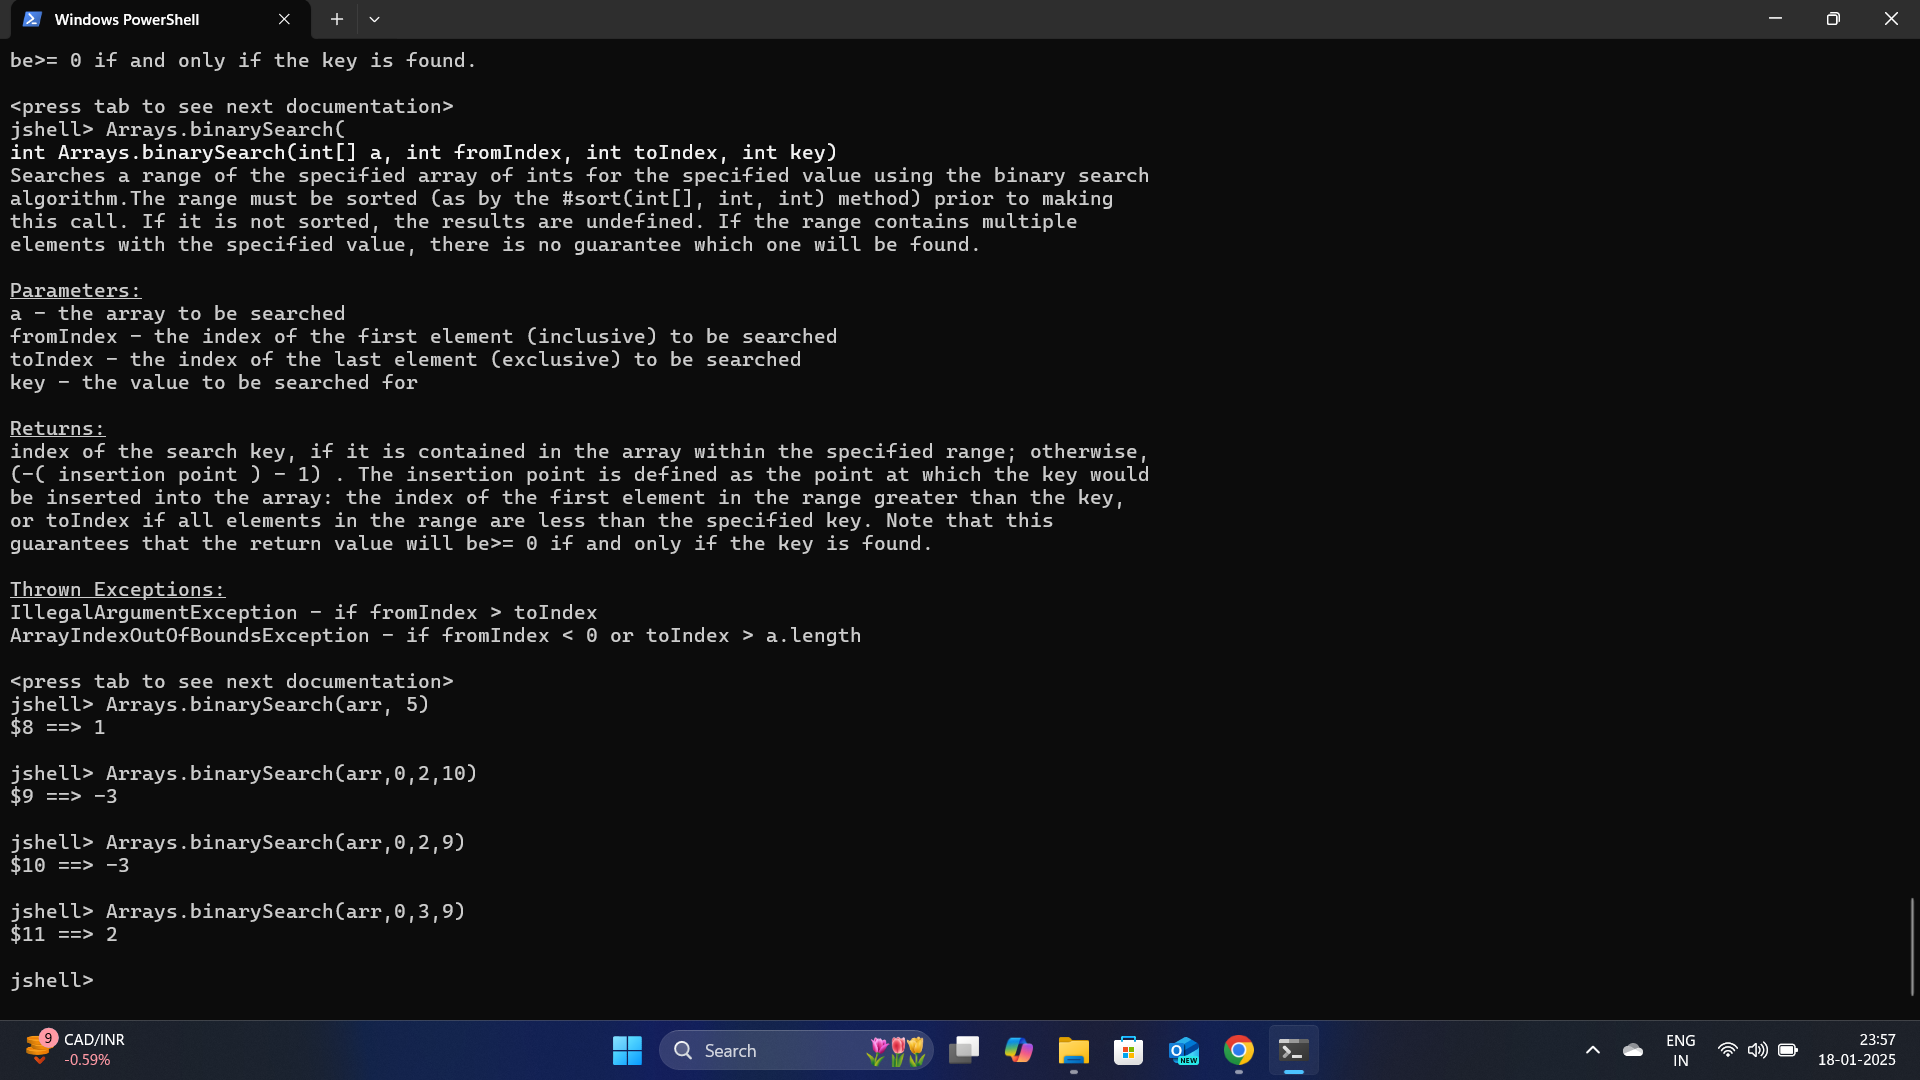 Windows PowerShell
be>= 0 if and only if the key is found.
<press tab to see next documentation>
jshell> Arrays.binarySearch(
int Arrays.binarySearch(int[] a, int fromIndex, int toIndex, int key)
Searches a range of the specified array of ints for the specified value using the binary search
algorithm.The range must be sorted (as by the #sort(int[], int, int) method) prior to making
this call. If it is not sorted, the results are undefined. If the range contains multiple
elements with the specified value, there is no guarantee which one will be found.
Parameters:
a - the array to be searched
fromIndex - the index of the first element (inclusive) to be searched
toIndex - the index of the last element (exclusive) to be searched
key - the value to be searched for
Returns:
index of the search key, if it is contained in the array within the specified range; otherwise,
(-( insertion point ) - 1) . The insertion point is defined as the point at which the key would
be inserted into the array: the index of the first element in the range greater than the key,
or toIndex if all elements in the range are less than the specified key. Note that this
guarantees that the return value will be>= 0 if and only if the key is found.
Thrown Exceptions:
IllegalArgumentException - if fromIndex > toIndex
ArrayIndexOutOfBoundsException - if fromIndex < 0 or toIndex > a.length
<press tab to see next documentation>
jshell> Arrays.binarySearch(arr, 5)
$8 ==> 1
jshell> Arrays.binarySearch(arr,0,2,10)
$9 ==> -3
jshell> Arrays.binarySearch(arr,0,2,9)
$10 ==> -3
jshell> Arrays.binarySearch(arr,0,3,9)
$11 ==> 2
jshell>
9
CAD/INR
-0.59%
Search
NEW
ENG
IN
23:57
18-01-2025